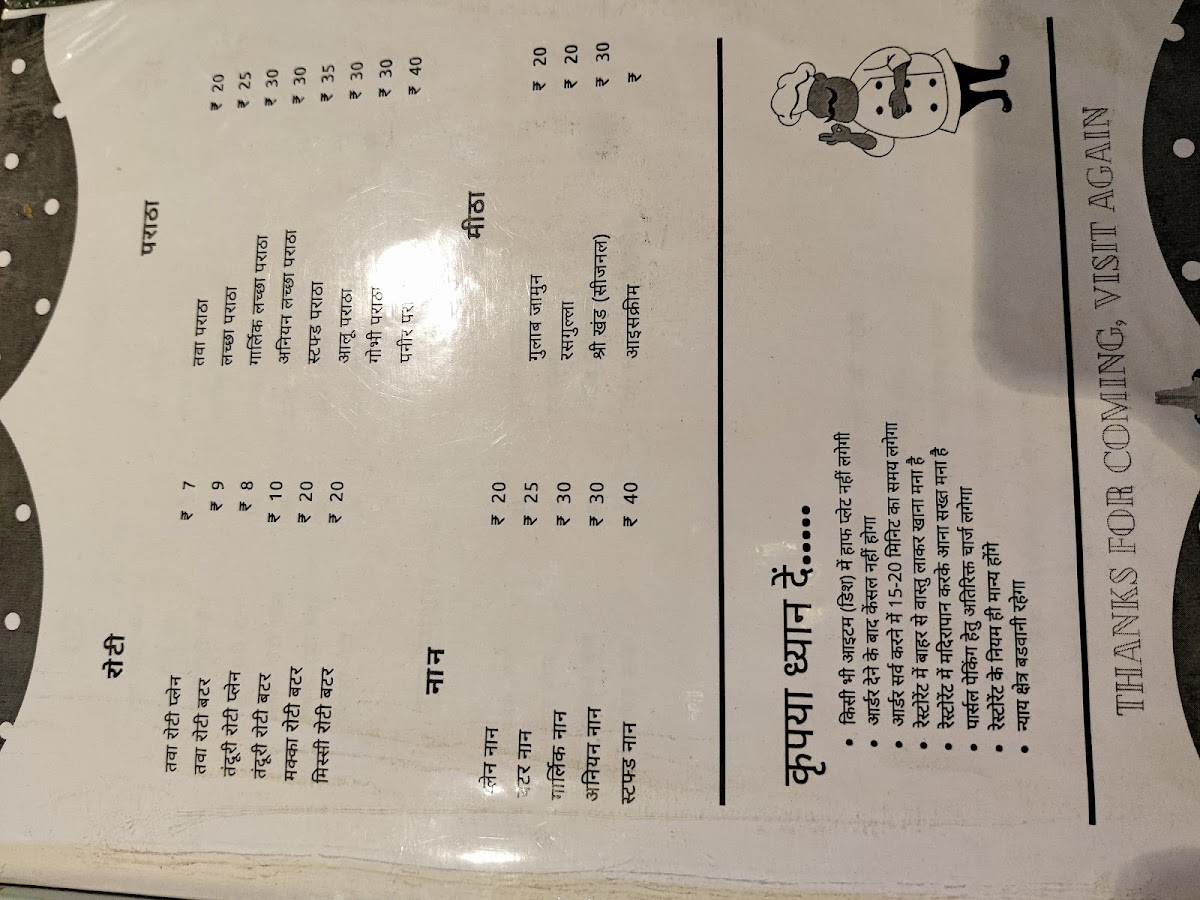 रोटी
तवा रोटी प्लेन ₹ 7
तवा रोटी बटर ₹ 9
तंदूरी रोटी प्लेन ₹ 8
तंदूरी रोटी बटर ₹ 10
मक्का रोटी बटर ₹ 20
मिस्सी रोटी बटर ₹ 20
पराठा
तवा पराठा ₹ 20
लच्छा पराठा ₹ 25
गार्लिक लच्छा पराठा ₹ 30
अनियन लच्छा पराठा ₹ 30
स्टफ्ड पराठा ₹ 35
आलू पराठा ₹ 30
गोभी पराठा ₹ 30
पनीर ₹ 40
नान
नान ₹ 20
बटर नान ₹ 25
गार्लिक नान ₹ 30
अनियन नान ₹ 30
स्टफ्ड नान ₹ 40
मीठा
गुलाब जामुन ₹ 20
रसगुल्ला ₹ 20
श्री खंड (सीजनल) ₹ 30
आइसक्रीम ₹
कृपया ध्यान दें.....
• किसी भी आइटम (डिश) में हाफ प्लेट नहीं लगेगी
• आर्डर देने के बाद केंसल नहीं होगा
• आर्डर सर्व करने में 15-20 मिनिट का समय लगेगा
• रेस्टोरेंट में बाहर से वास्तु लाकर खाना मना है
• रेस्टोरेंट में मदिरापान करके आना सख्त मना है
• पार्सल पेकिंग हेतु अतिरिक्त चार्ज लगेगा
• रेस्टोरेंट के नियम ही मान्य होंगे
• न्याय क्षेत्र बडवानी रहेगा
THANKS FOR COMING, VISIT AGAIN